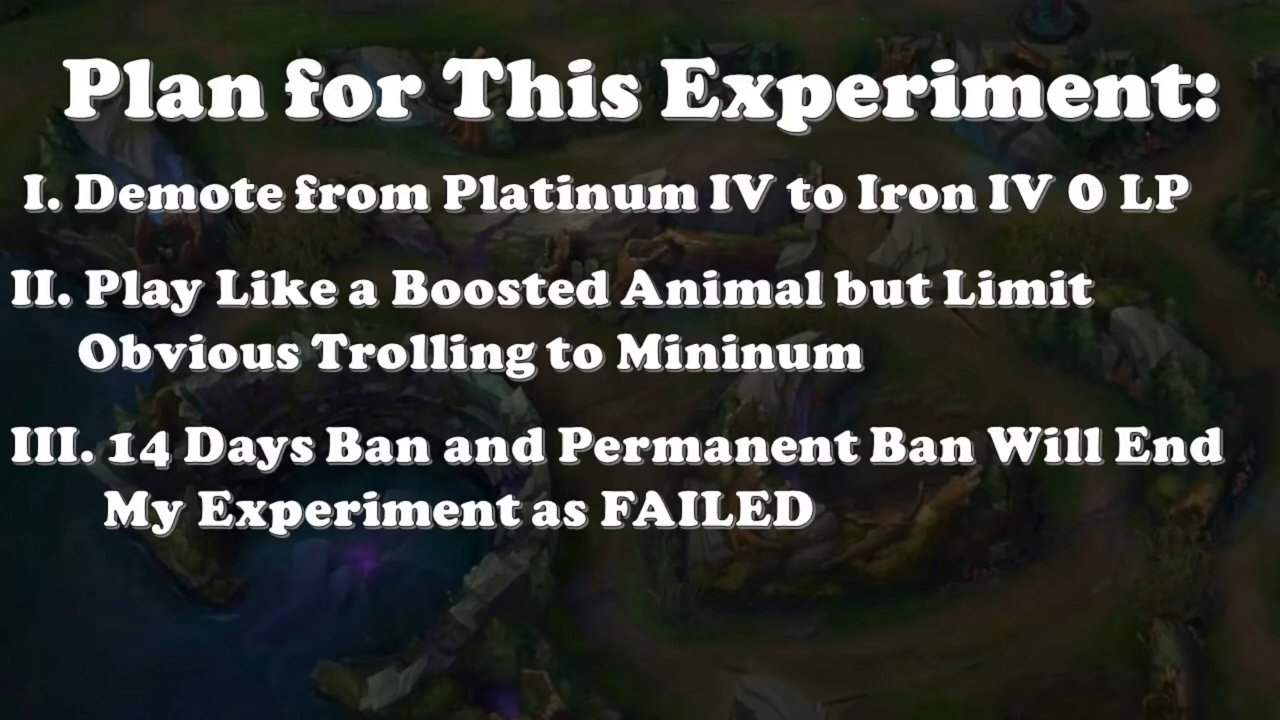 Plan for This Experiment:
I. Demote from Platinum IV to Iron IV 0 LP
II. Play Like a Boosted Animal but Limit
Obvious Trolling to Mininum
III. 14 Days Ban and Permanent Ban Will End
My Experiment as FAILED